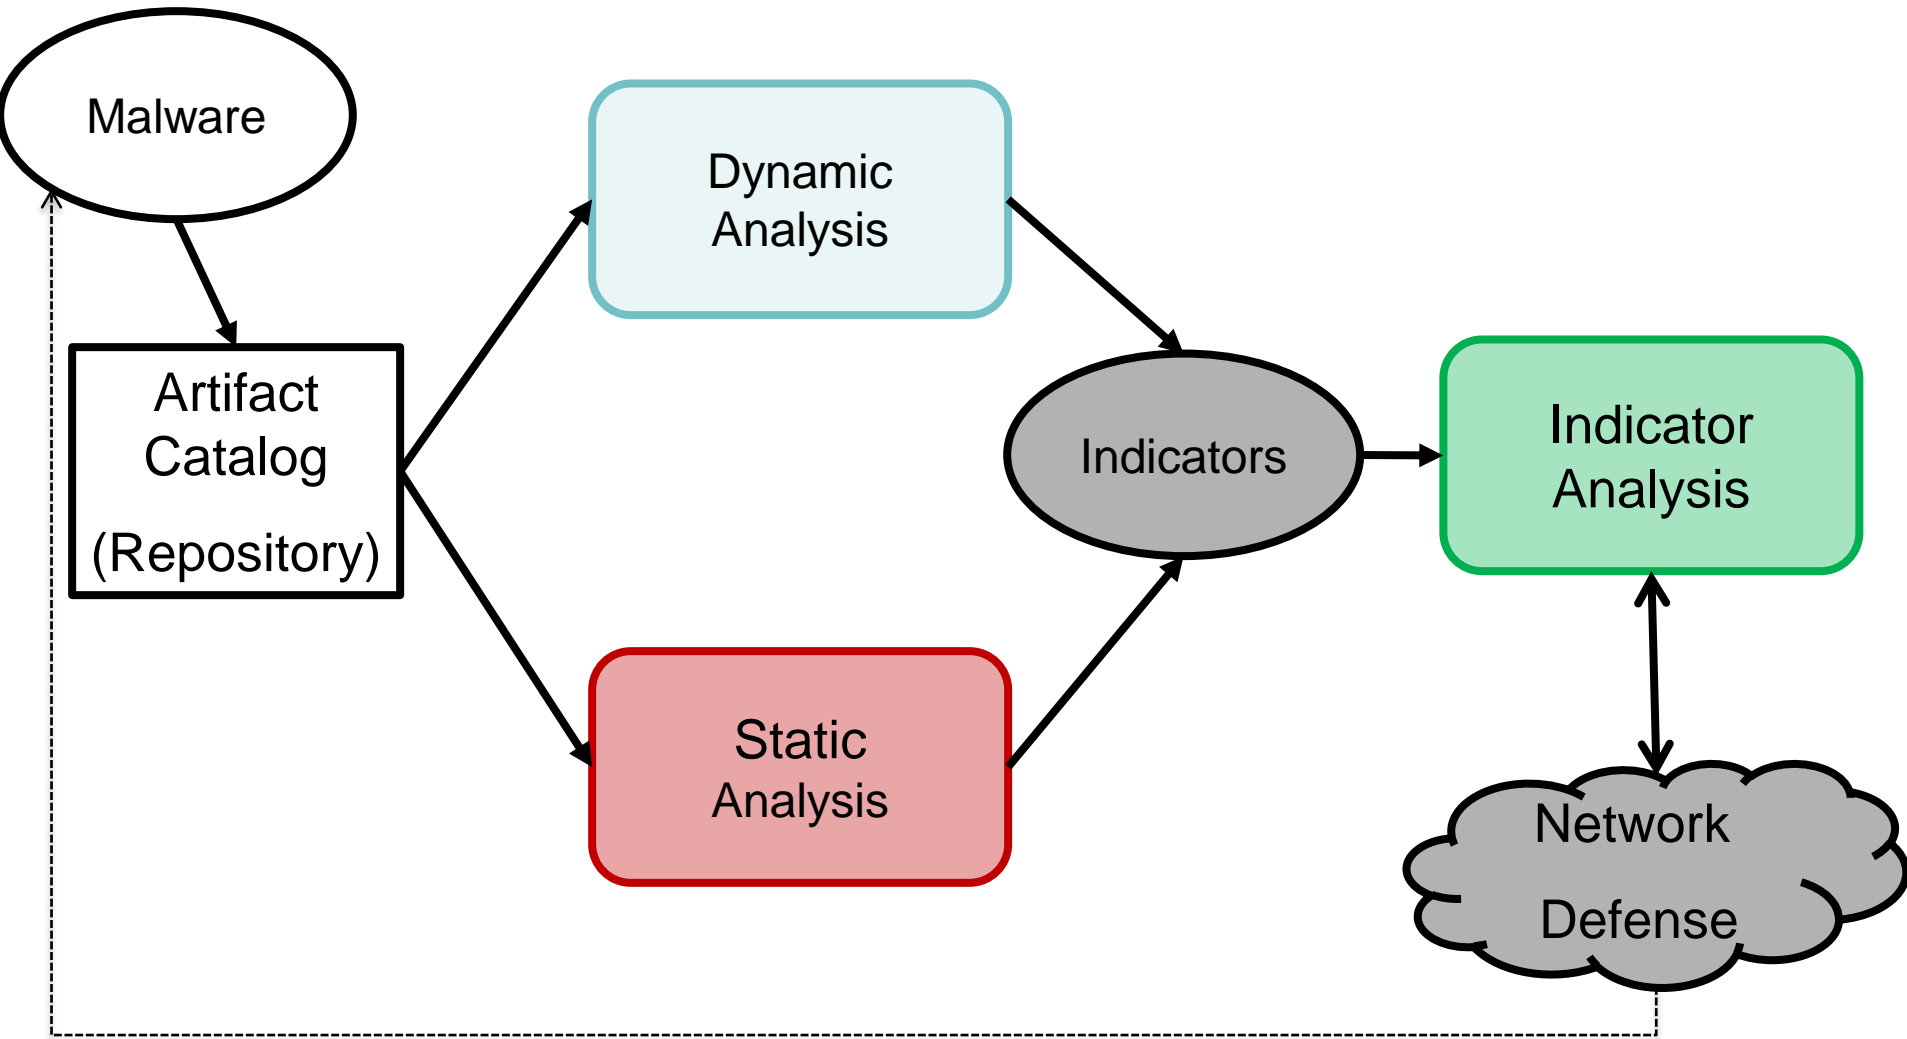 Malware
Artifact
Catalog
(Repository)
Dynamic
Analysis
Static
Analysis
Indicators
Indicator
Analysis
Network
Defense